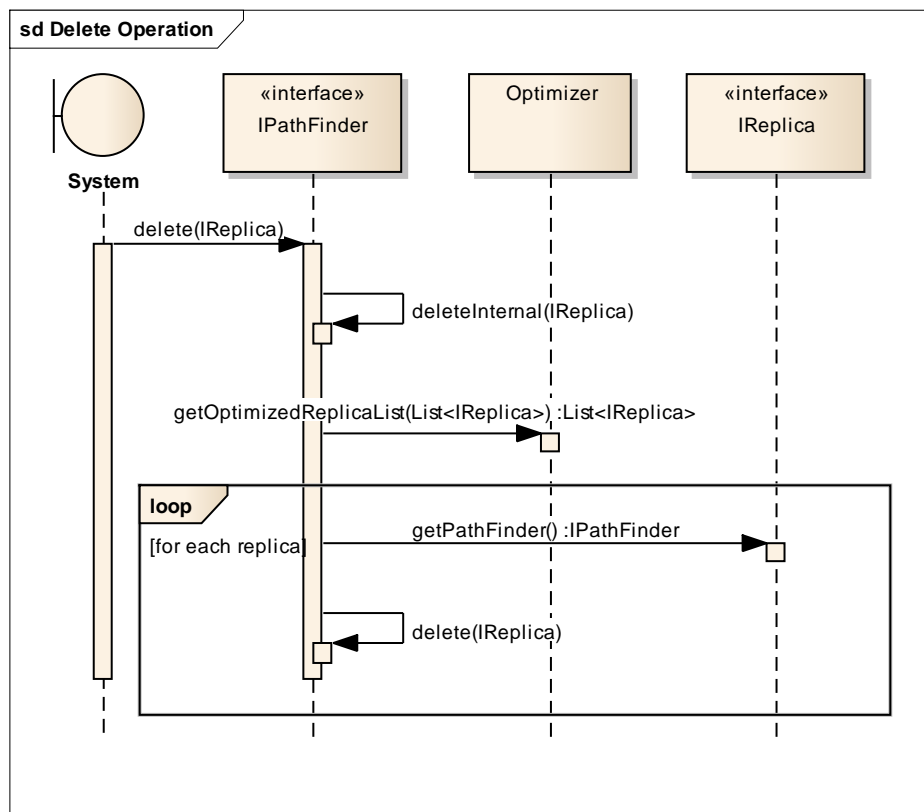 sd Delete Operation
«interface»
IPathFinder
Optimizer
«interface»
IReplica
System
delete(IReplica)
deleteInternal(IReplica)
getOptimizedReplicaList(List<IReplica>) :List<IReplica>
loop
[for each replica]
getPathFinder() :IPathFinder
delete(IReplica)